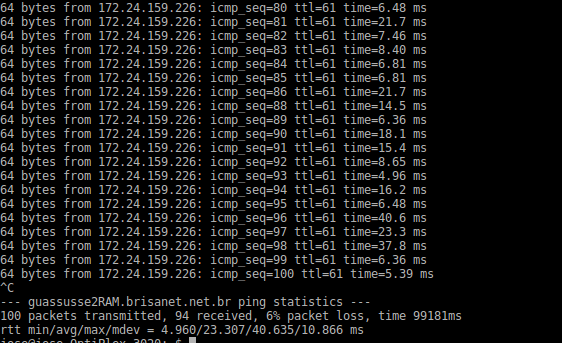 64 bytes from 172.24.159.226: icmp_seq=80 ttl=61 time=6.48 ms
64 bytes from 172.24.159.226: icmp_seq=81 ttl=61 time=21.7 ms
64 bytes from 172.24.159.226: icmp_seq=82 ttl=61 time=7.46 ms
64 bytes from 172.24.159.226: icmp_seq=83 ttl=61 time=8.40 ms
64 bytes from 172.24.159.226: icmp_seq=84 ttl=61 time=6.81 ms
64 bytes from 172.24.159.226: icmp_seq=85 ttl=61 time=6.81 ms
64 bytes from 172.24.159.226: icmp_seq=86 ttl=61 time=21.7 ms
64 bytes from 172.24.159.226: icmp_seq=88 ttl=61 time=14.5 ms
64 bytes from 172.24.159.226: icmp_seq=89 ttl=61 time=6.36 ms
64 bytes from 172.24.159.226: icmp_seq=90 ttl=61 time=18.1 ms
64 bytes from 172.24.159.226: icmp_seq=91 ttl=61 time=15.4 ms
64 bytes from 172.24.159.226: icmp_seq=92 ttl=61 time=8.65 ms
64 bytes from 172.24.159.226: icmp_seq=93 ttl=61 time=4.96 ms
64 bytes from 172.24.159.226: icmp_seq=94 ttl=61 time=16.2 ms
64 bytes from 172.24.159.226: icmp_seq=95 ttl=61 time=6.48 ms
64 bytes from 172.24.159.226: icmp_seq=96 ttl=61 time=40.6 ms
64 bytes from 172.24.159.226: icmp_seq=97 ttl=61 time=23.3 ms
64 bytes from 172.24.159.226: icmp_seq=98 ttl=61 time=37.8 ms
64 bytes from 172.24.159.226: icmp_seq=99 ttl=61 time=6.36 ms
64 bytes from 172.24.159.226: icmp_seq=100 ttl=61 time=5.39 ms
^C
--- guassusse2RAM.brisanet.net.br ping statistics ---
100 packets transmitted, 94 received, 6% packet loss, time 99181ms
rtt min/avg/max/mdev = 4.960/23.307/40.635/10.866 ms
jose@jose-OptiPlex-3020:~$